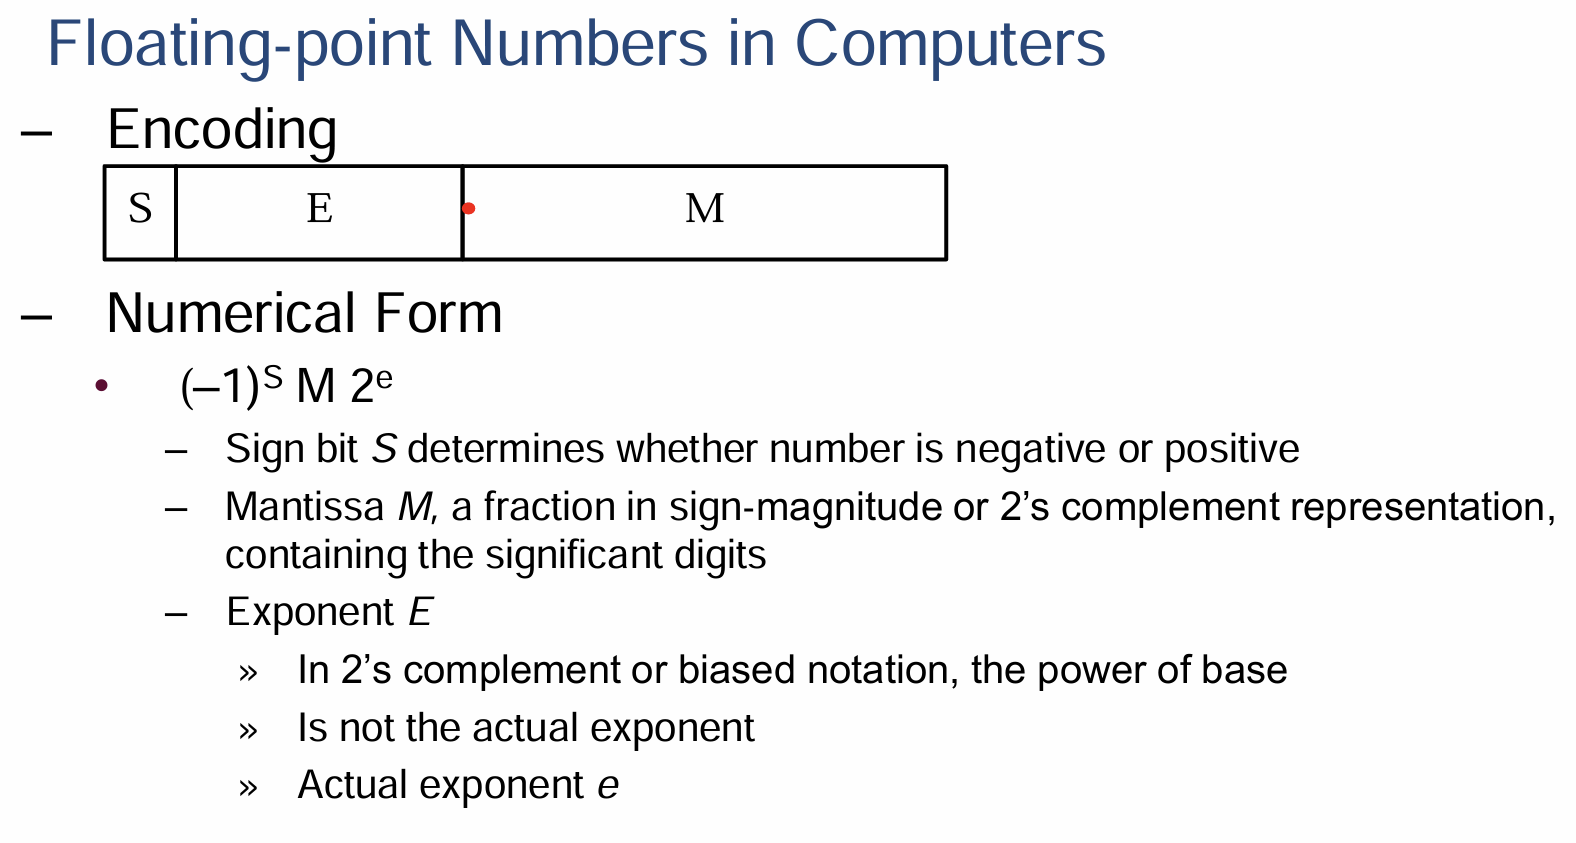 Floating-point Numbers in Computers
– Encoding
S E M
– Numerical Form
• (–1)ˢ M 2ᵉ
– Sign bit S determines whether number is negative or positive
– Mantissa M, a fraction in sign-magnitude or 2’s complement representation,
containing the significant digits
– Exponent E
» In 2’s complement or biased notation, the power of base
» Is not the actual exponent
» Actual exponent e